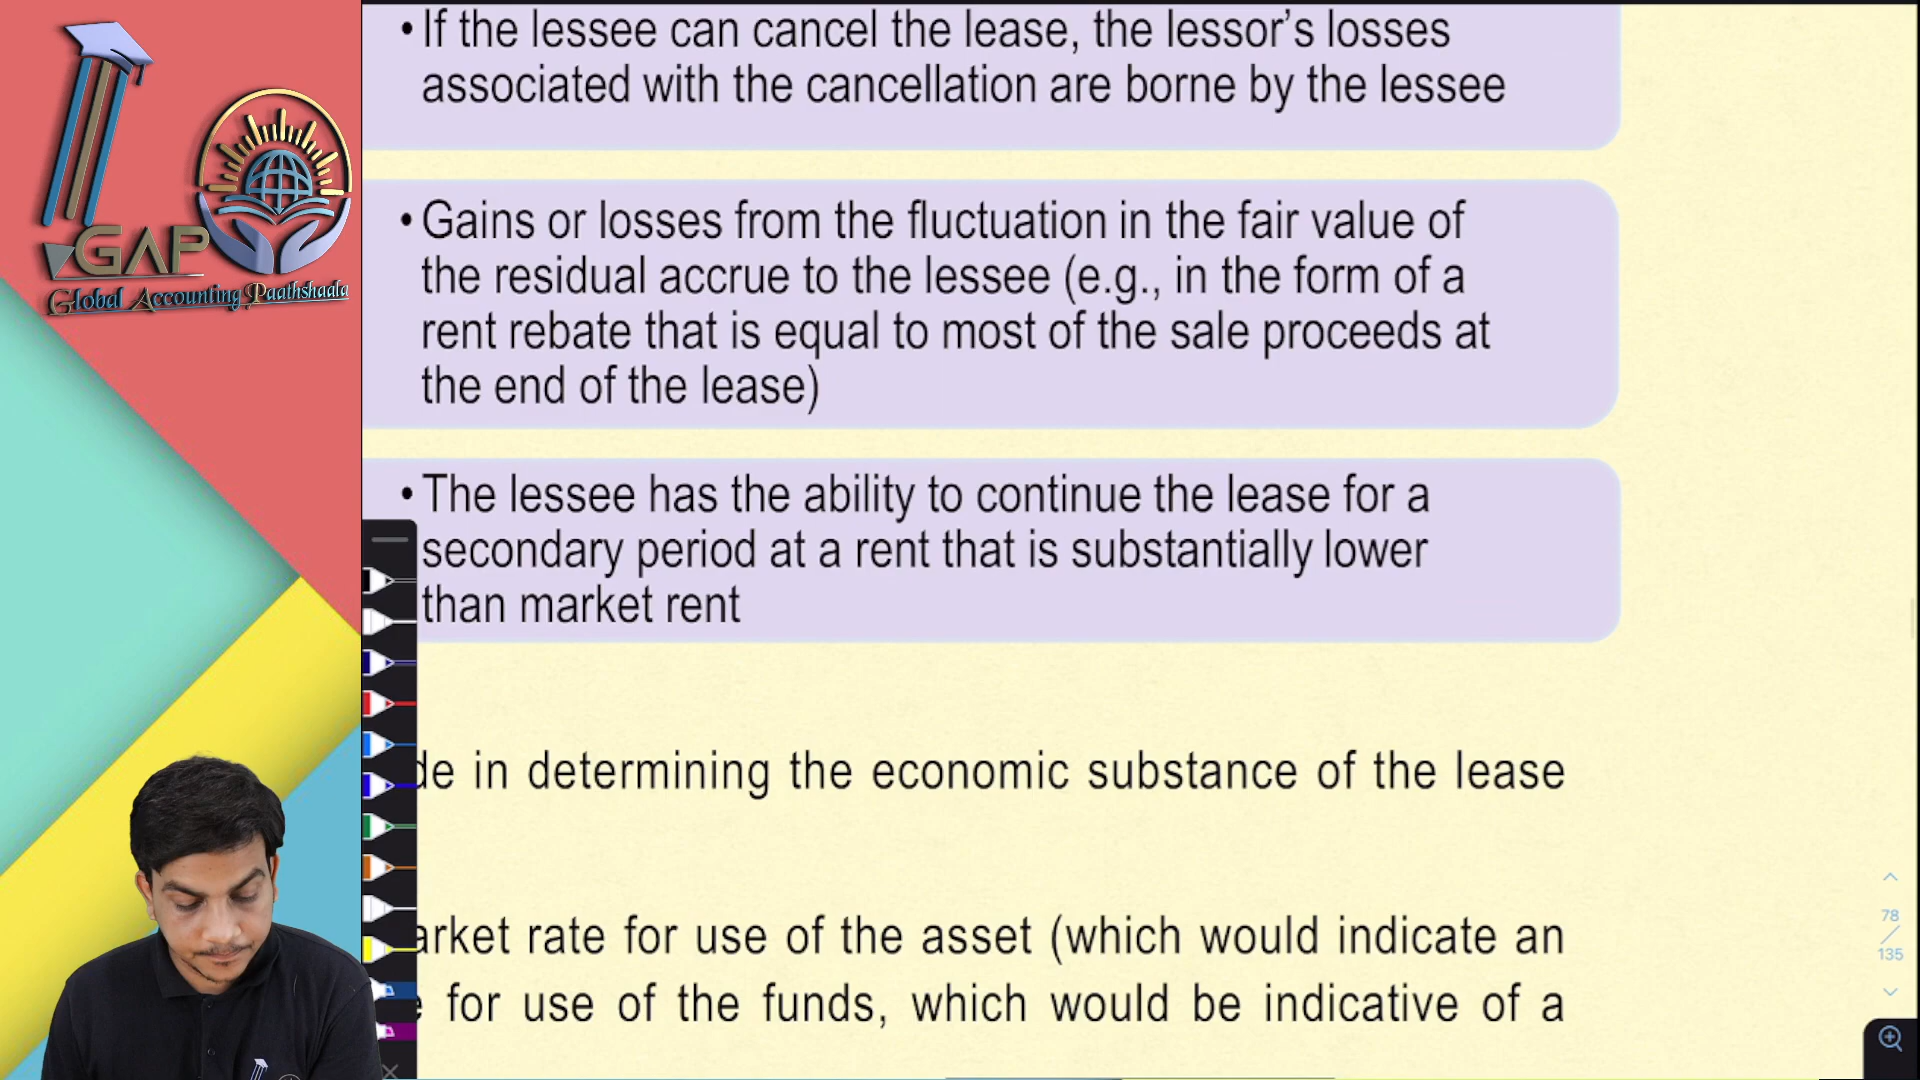 GAP
Global Accounting Paathshaala
• If the lessee can cancel the lease, the lessor’s losses
associated with the cancellation are borne by the lessee
• Gains or losses from the fluctuation in the fair value of
the residual accrue to the lessee (e.g., in the form of a
rent rebate that is equal to most of the sale proceeds at
the end of the lease)
• The lessee has the ability to continue the lease for a
secondary period at a rent that is substantially lower
than market rent
de in determining the economic substance of the lease
arket rate for use of the asset (which would indicate an
for use of the funds, which would be indicative of a
78
/
135